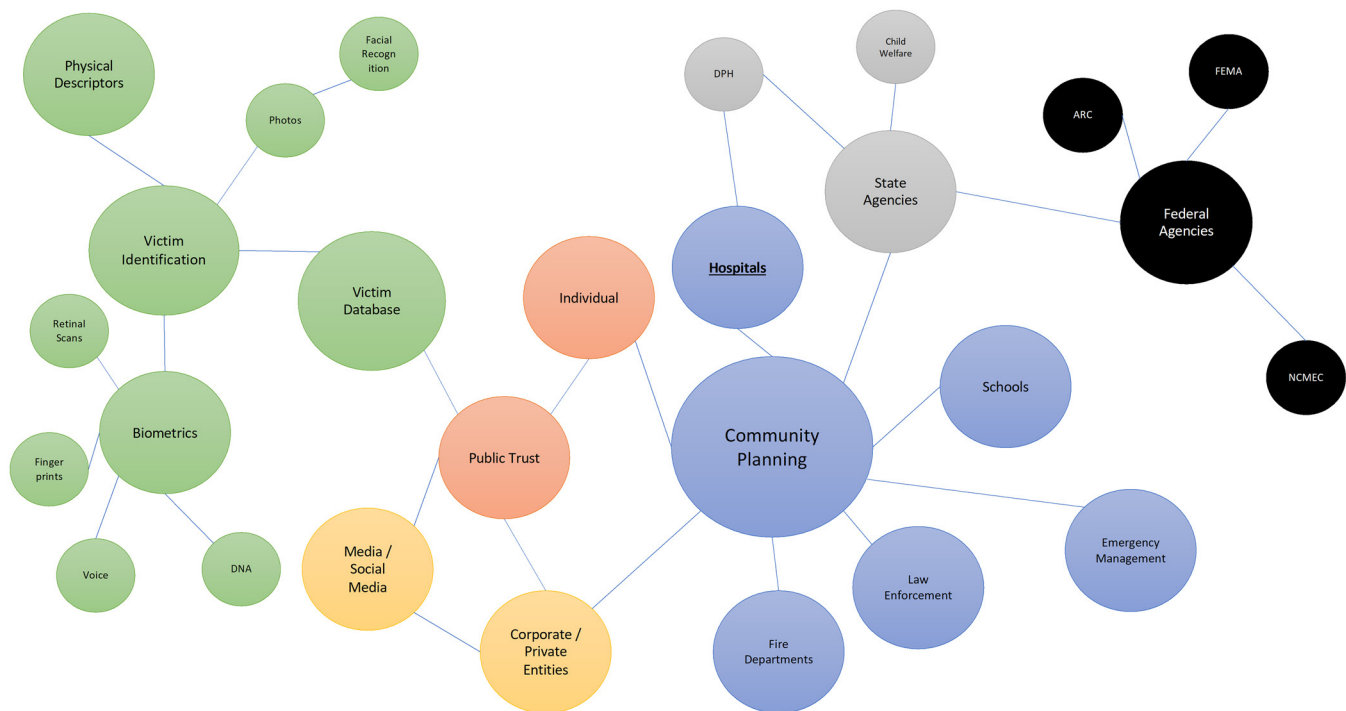 Physical
Descriptors
Facial
Recogn
ition
Photos
Victim
Identification
Victim
Database
Retinal
Scans
Biometrics
Finger
prints
Voice
DNA
Individual
Public Trust
Media /
Social
Media
Corporate /
Private
Entities
DPH
Child
Welfare
State
Agencies
Hospitals
Community
Planning
Schools
Emergency
Management
Law
Enforcement
Fire
Departments
ARC
FEMA
Federal
Agencies
NCMEC